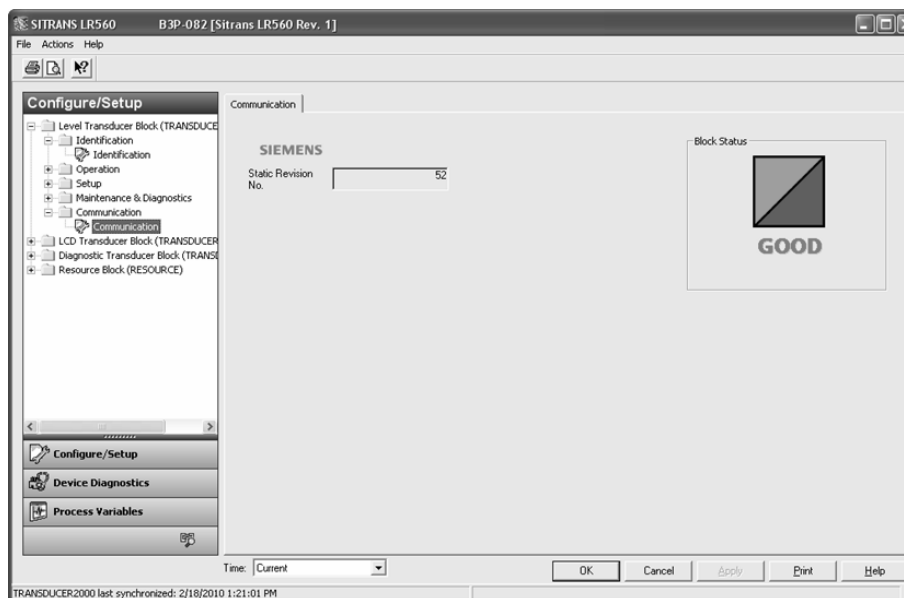 SITRANS LR560 B3P-082 [Sitrans LR560 Rev. 1]
File Actions Help
Configure/Setup
Level Transducer Block (TRANSDUCE
Identification
Identification
Operation
Setup
Maintenance & Diagnostics
Communication
Communication
LCD Transducer Block (TRANSDUCER
Diagnostic Transducer Block (TRANSD
Resource Block (RESOURCE)
Configure/Setup
Device Diagnostics
Process Variables
Communication
SIEMENS
Static Revision No.
52
Block Status
GOOD
Time: Current
OK Cancel Apply Print Help
TRANSDUCER2000 last synchronized: 2/18/2010 1:21:01 PM